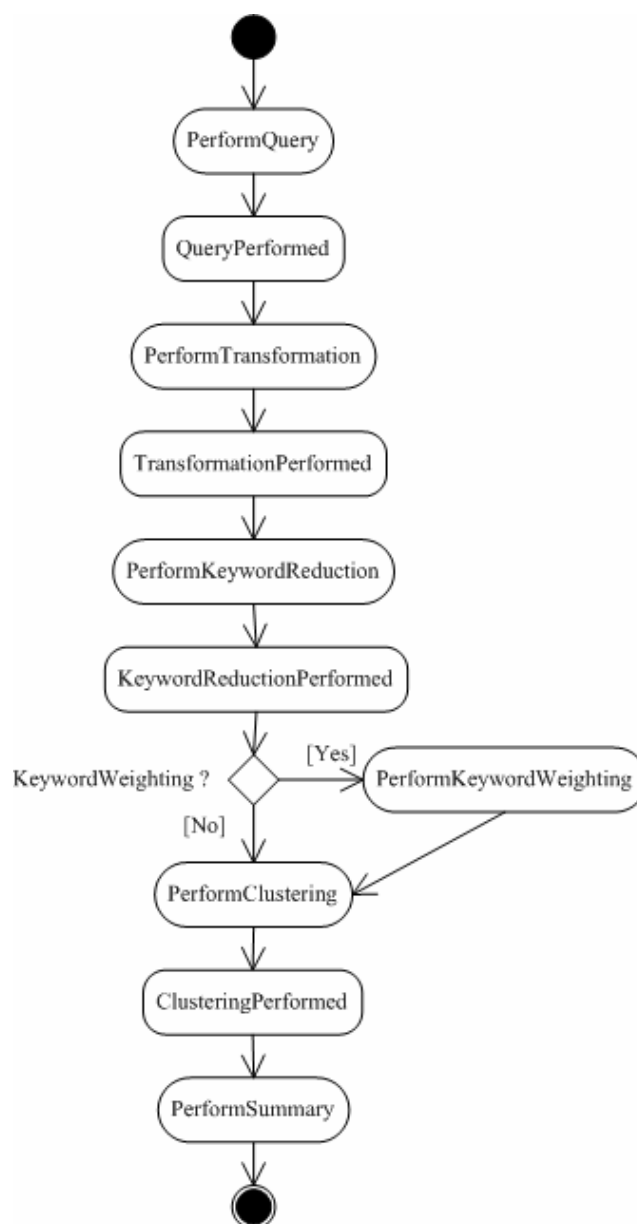 PerformQuery
QueryPerformed
PerformTransformation
TransformationPerformed
PerformKeywordReduction
KeywordReductionPerformed
[Yes]
KeywordWeighting ?
PerformKeywordWeighting
[No]
PerformClustering
ClusteringPerformed
PerformSummary